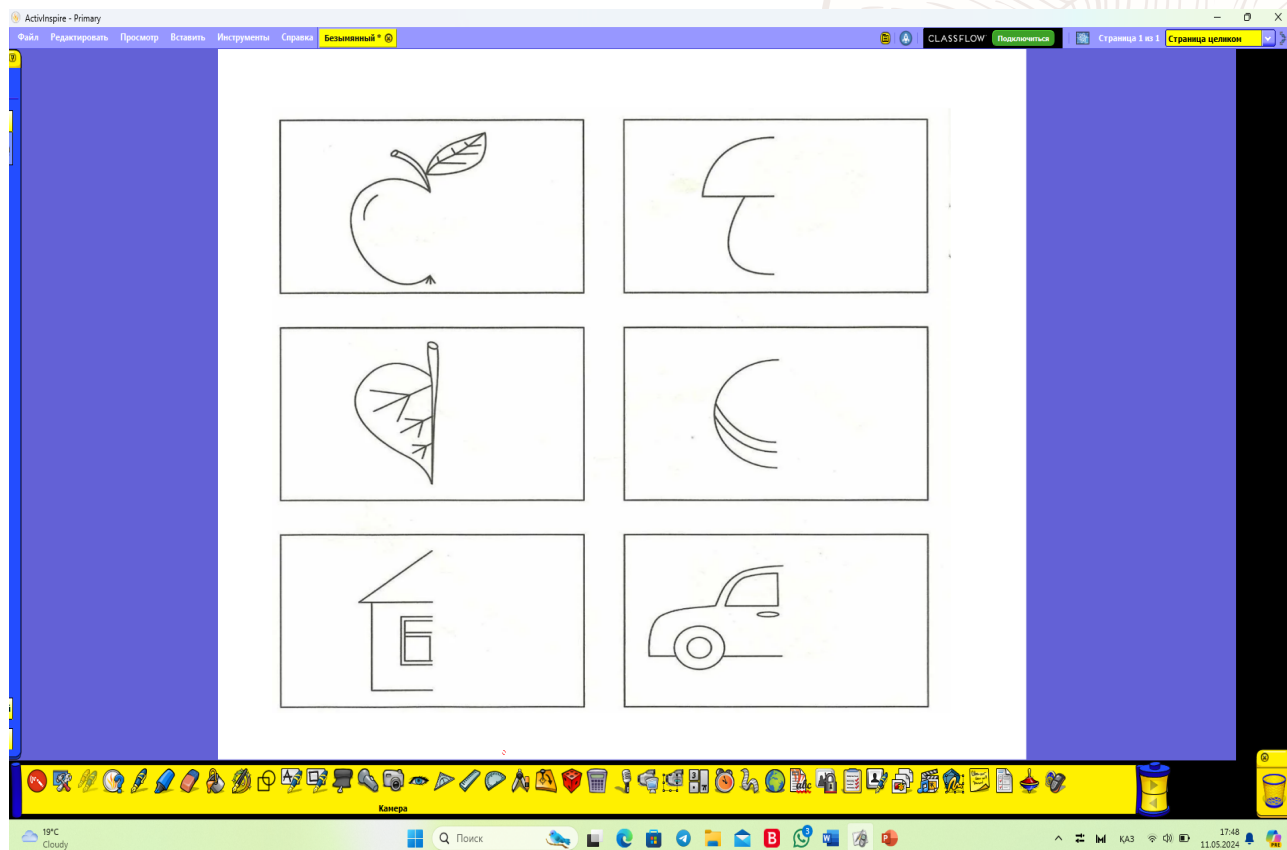 ActivInspire - Primary
Файл Редактировать Просмотр Вставить Инструменты Справка Безымянный *
CLASSFLOW Подключиться Страница 1 из 1 Страница целиком
Камера
19°C
Cloudy
Поиск
ҚАЗ
17:48
11.05.2024